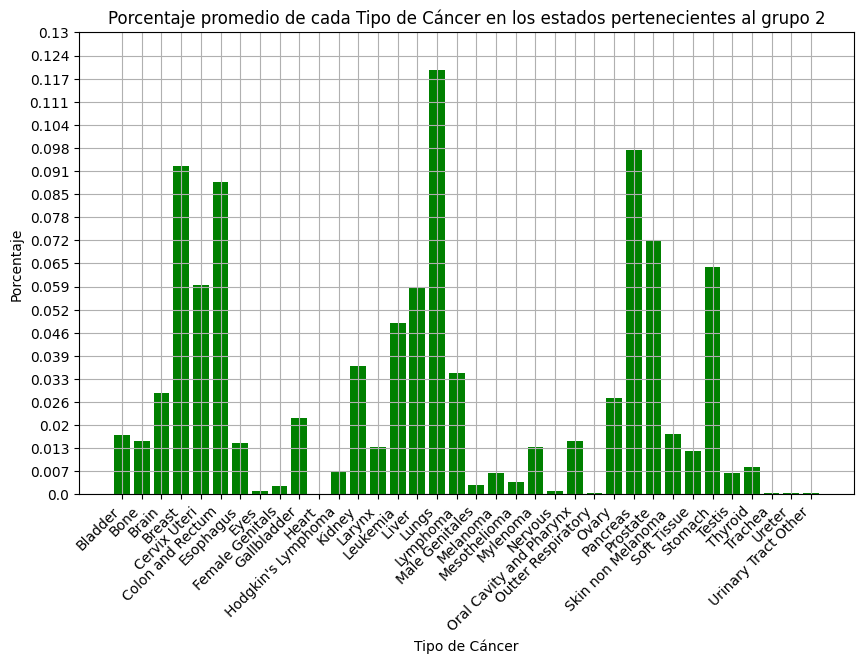 Porcentaje promedio de cada Tipo de Cáncer en los estados pertenecientes al grupo 2
0.13
0.124
0.117
0.111
0.104
0.098
0.091
0.085
0.078
0.072
0.065
0.059
0.052
0.046
0.039
0.033
0.026
0.02
0.013
0.007
0.0
Porcentaje
Bladder
Bone
Brain
Breast
Cervix Uteri
Colon and Rectum
Esophagus
Eyes
Female Genitals
Gallbladder
Heart
Hodgkin's Lymphoma
Kidney
Larynx
Leukemia
Liver
Lungs
Lymphoma
Male Genitales
Melanoma
Mesothelioma
Mylenoma
Nervous
Oral Cavity and Pharynx
Outter Respiratory
Ovary
Pancreas
Prostate
Skin non Melanoma
Soft Tissue
Stomach
Testis
Thyroid
Trachea
Ureter
Urinary Tract Other
Tipo de Cáncer